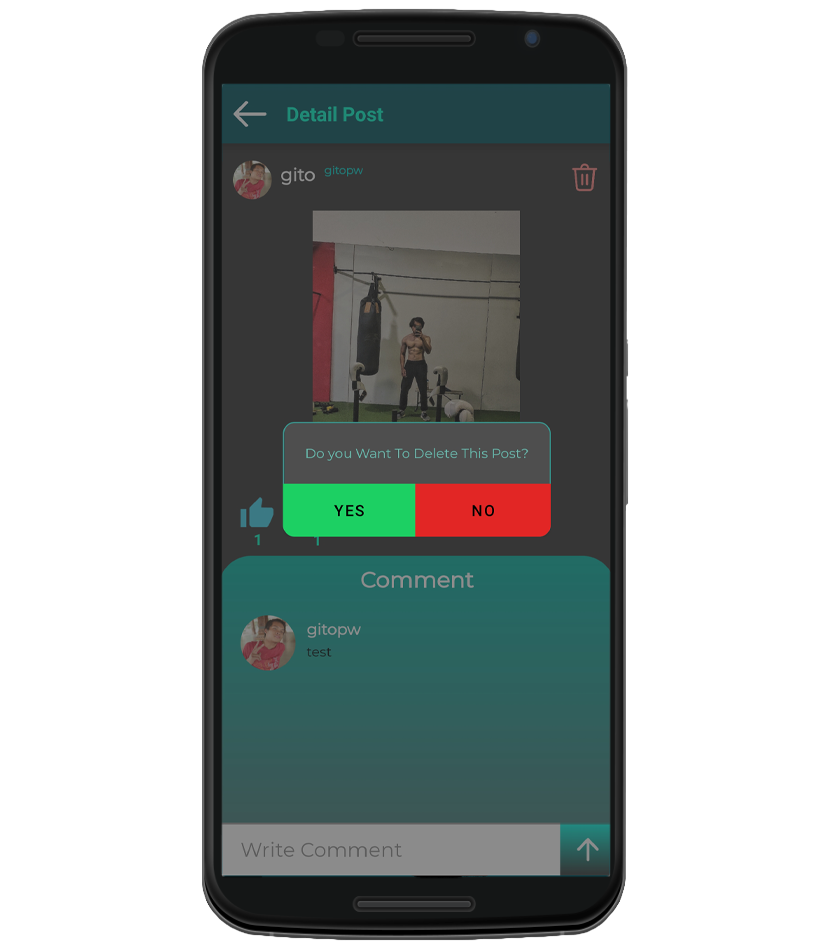 Detail Post
gito gitopw
Do you Want To Delete This Post?
YES NO
1 1
Comment
gitopw
test
Write Comment